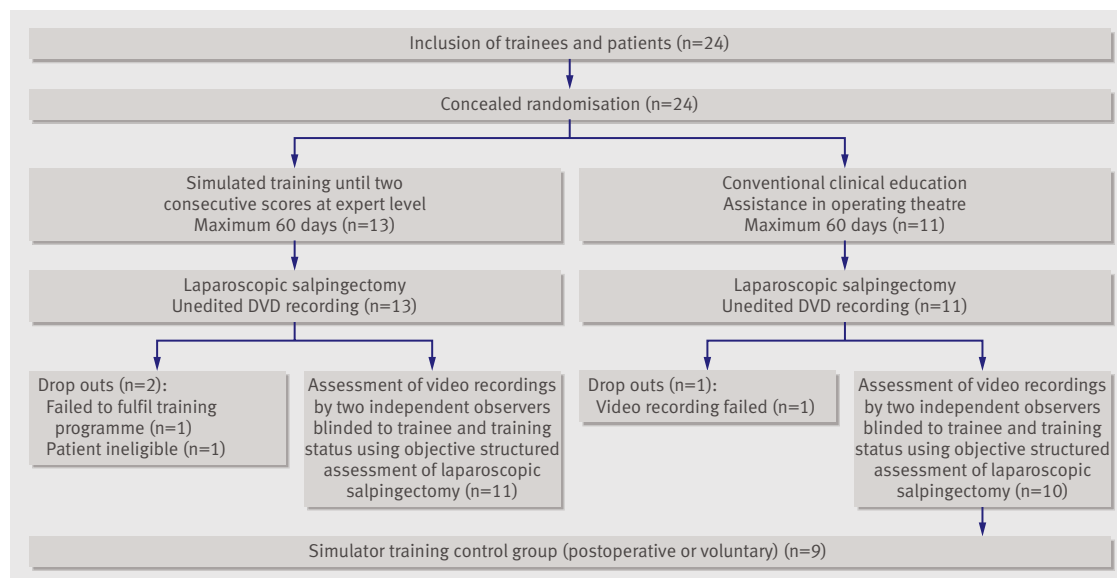 Inclusion of trainees and patients (n=24)
Concealed randomisation (n=24)
Simulated training until two
consecutive scores at expert level
Maximum 60 days (n=13)
Conventional clinical education
Assistance in operating theatre
Maximum 60 days (n=11)
Laparoscopic salpingectomy
Unedited DVD recording (n=13)
Laparoscopic salpingectomy
Unedited DVD recording (n=11)
Drop outs (n=2):
Failed to fulfil training
programme (n=1)
Patient ineligible (n=1)
Assessment of video recordings
by two independent observers
blinded to trainee and training
status using objective structured
assessment of laparoscopic
salpingectomy (n=11)
Drop outs (n=1):
Video recording failed (n=1)
Assessment of video recordings
by two independent observers
blinded to trainee and training
status using objective structured
assessment of laparoscopic
salpingectomy (n=10)
Simulator training control group (postoperative or voluntary) (n=9)